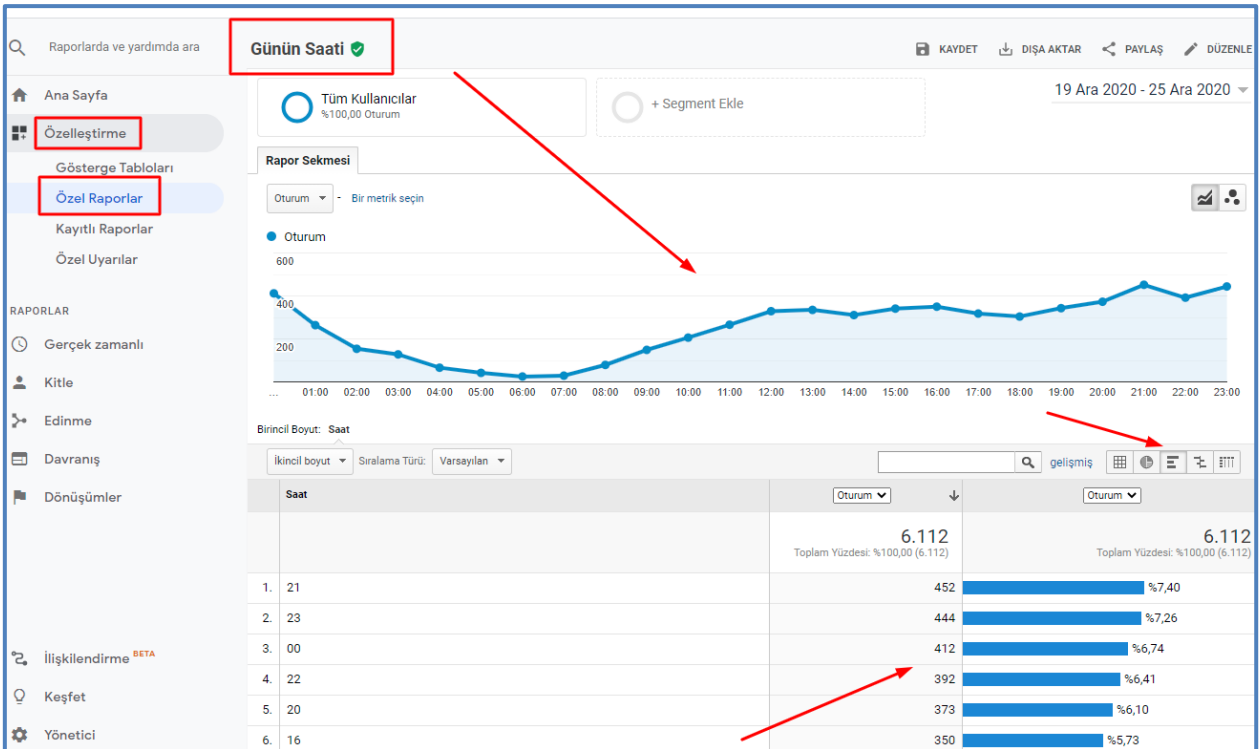 Raporlarda ve yardımda ara
Günün Saati
KAYDET DIŞA AKTAR PAYLAŞ DÜZENLE
Ana Sayfa
Özelleştirme
Gösterge Tabloları
Özel Raporlar
Kayıtlı Raporlar
Özel Uyarılar
RAPORLAR
Gerçek zamanlı
Kitle
Edinme
Davranış
Dönüşümler
İlişkilendirme BETA
Keşfet
Yönetici
Tüm Kullanıcılar
%100,00 Oturum
+ Segment Ekle
19 Ara 2020 - 25 Ara 2020
Rapor Sekmesi
Oturum - Bir metrik seçin
Oturum
600
400
200
... 01:00 02:00 03:00 04:00 05:00 06:00 07:00 08:00 09:00 10:00 11:00 12:00 13:00 14:00 15:00 16:00 17:00 18:00 19:00 20:00 21:00 22:00 23:00
Birincil Boyut: Saat
İkincil boyut Sıralama Türü: Varsayılan gelişmiş
Saat Oturum Oturum
6.112 6.112
Toplam Yüzdesi: %100,00 (6.112) Toplam Yüzdesi: %100,00 (6.112)
1. 21 452 %7,40
2. 23 444 %7,26
3. 00 412 %6,74
4. 22 392 %6,41
5. 20 373 %6,10
6. 16 350 %5,73